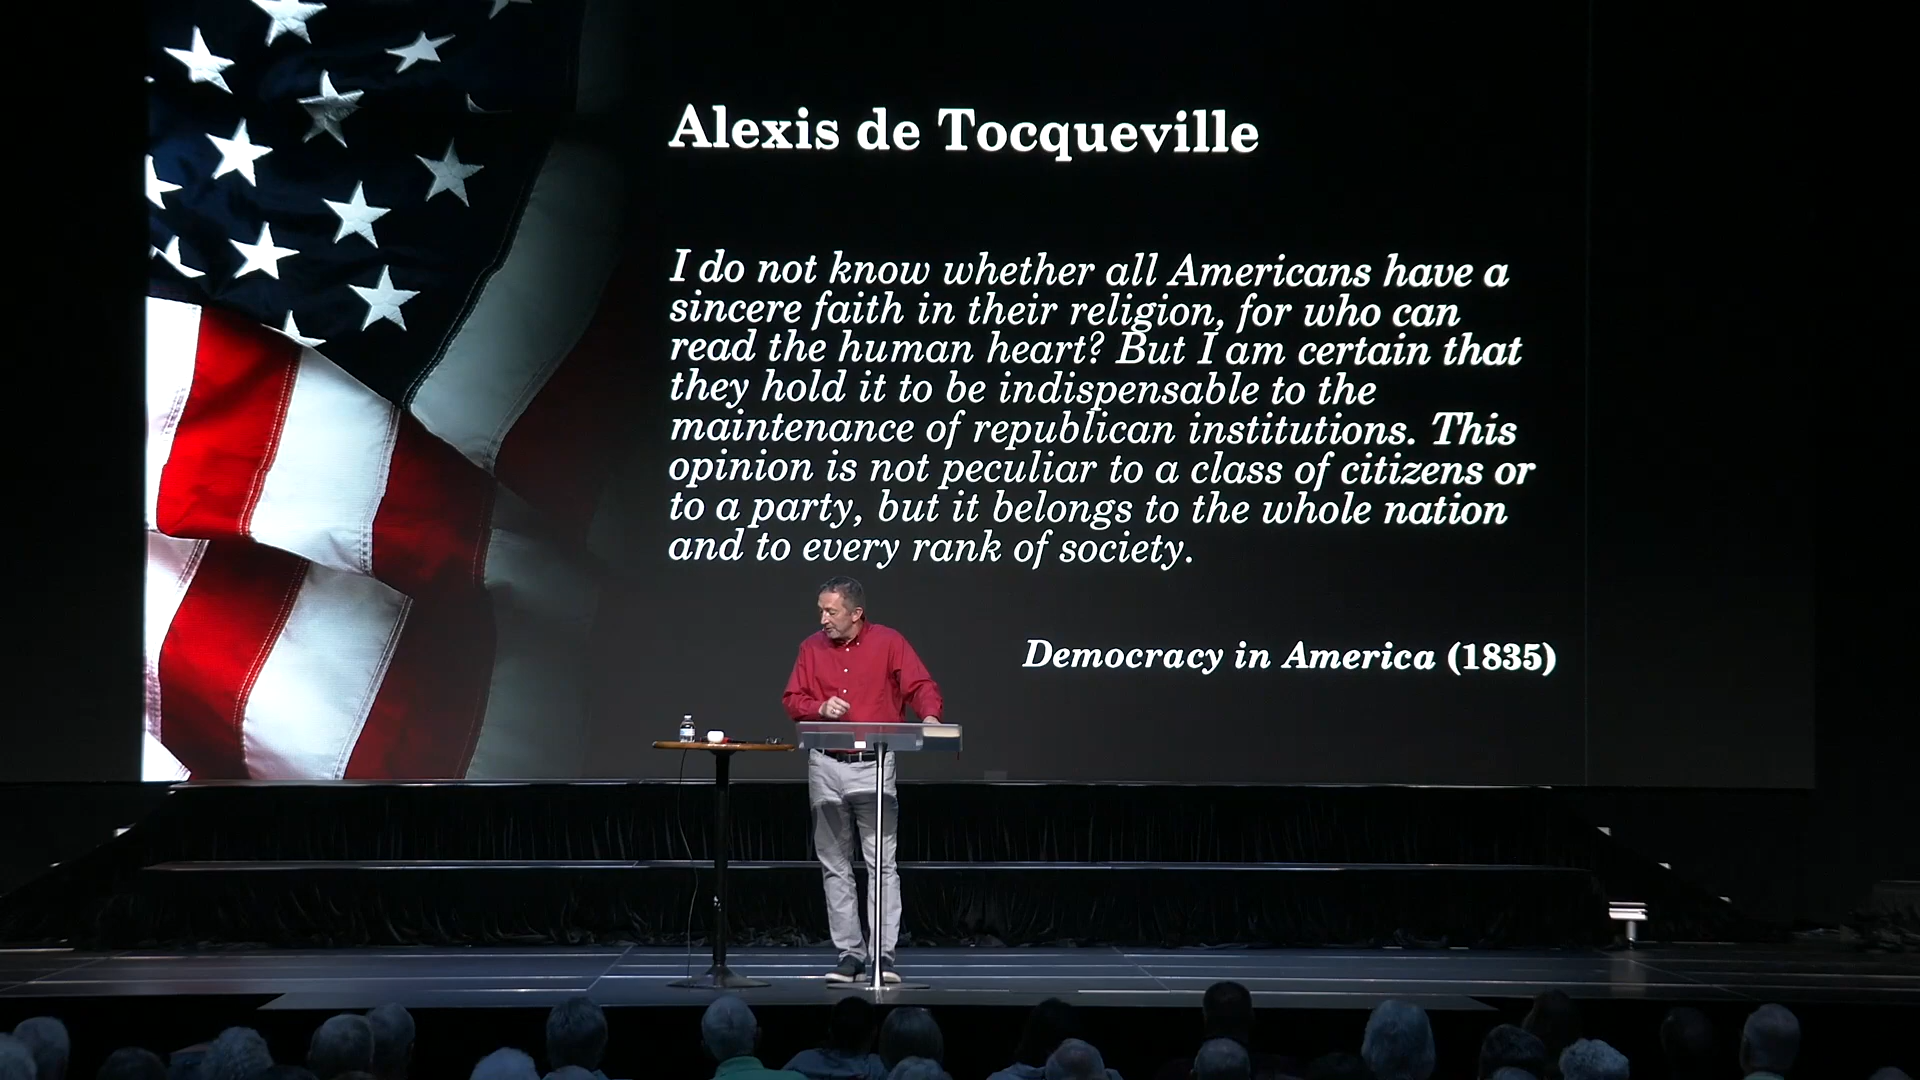 Alexis de Tocqueville
I do not know whether all Americans have a
sincere faith in their religion, for who can
read the human heart? But I am certain that
they hold it to be indispensable to the
maintenance of republican institutions. This
opinion is not peculiar to a class of citizens or
to a party, but it belongs to the whole nation
and to every rank of society.
Democracy in America (1835)